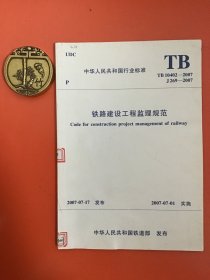 UDC
TB
中华人民共和国行业标准
TB 10402—2007
P
J 269—2007
铁路建设工程监理规范
Code for construction project management of railway
2007-07-17 发布
2007-07-01 实施
中华人民共和国铁道部 发布